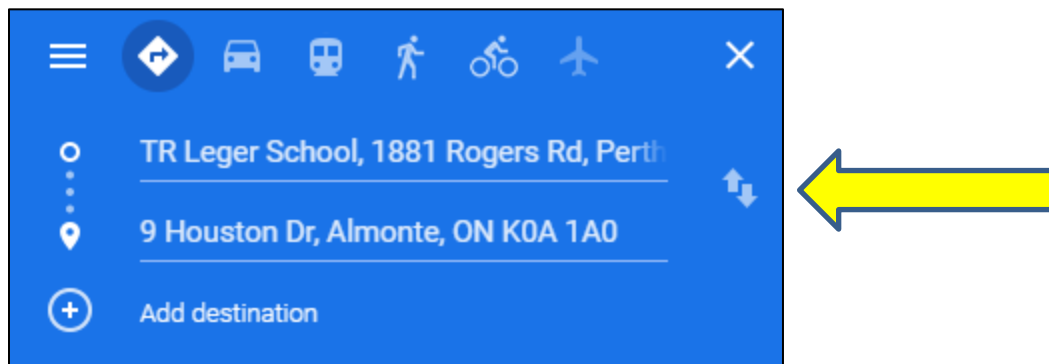 TR Leger School, 1881 Rogers Rd, Perth
9 Houston Dr, Almonte, ON K0A 1A0
Add destination